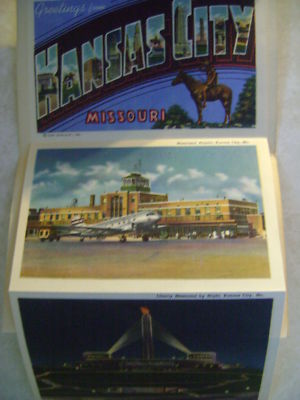 Greetings from
KANSAS CITY
MISSOURI
Municipal Airport, Kansas City, Mo.
Liberty Memorial by Night, Kansas City, Mo.